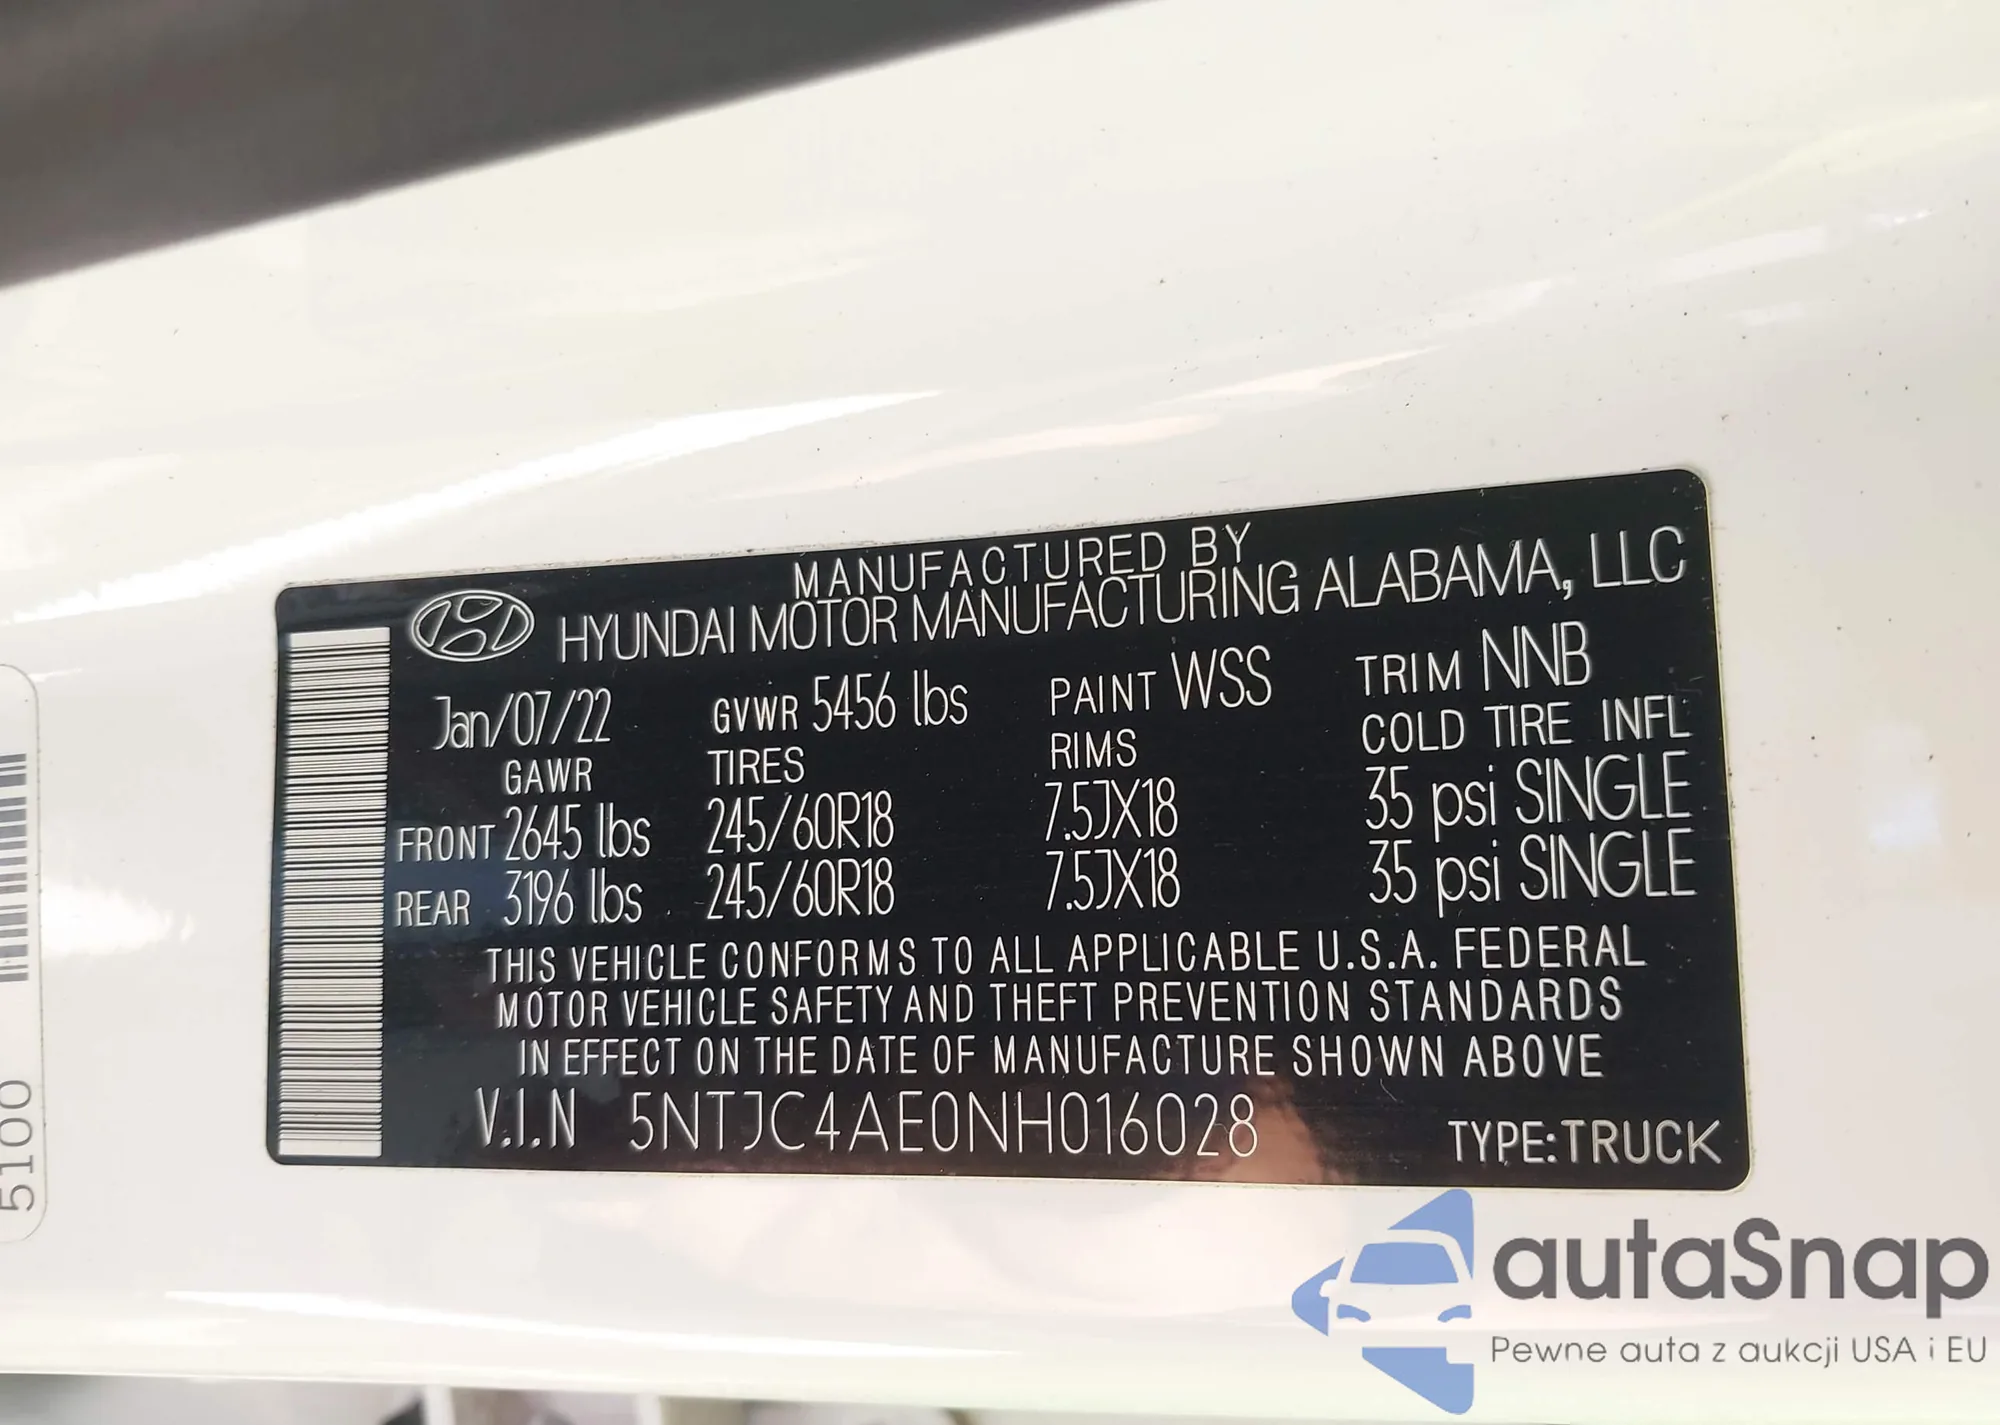 MANUFACTURED BY
HYUNDAI MOTOR MANUFACTURING ALABAMA, LLC
Jan/07/22 GVWR 5456 lbs PAINT WSS TRIM NNB
GAWR TIRES RIMS COLD TIRE INFL
FRONT 2645 lbs 245/60R18 7.5JX18 35 psi SINGLE
REAR 3196 lbs 245/60R18 7.5JX18 35 psi SINGLE
THIS VEHICLE CONFORMS TO ALL APPLICABLE U.S.A. FEDERAL
MOTOR VEHICLE SAFETY AND THEFT PREVENTION STANDARDS
IN EFFECT ON THE DATE OF MANUFACTURE SHOWN ABOVE
V.I.N 5NTJC4AE0NH016028 TYPE:TRUCK
5100
autaSnap
Pewne auta z aukcji USA i EU